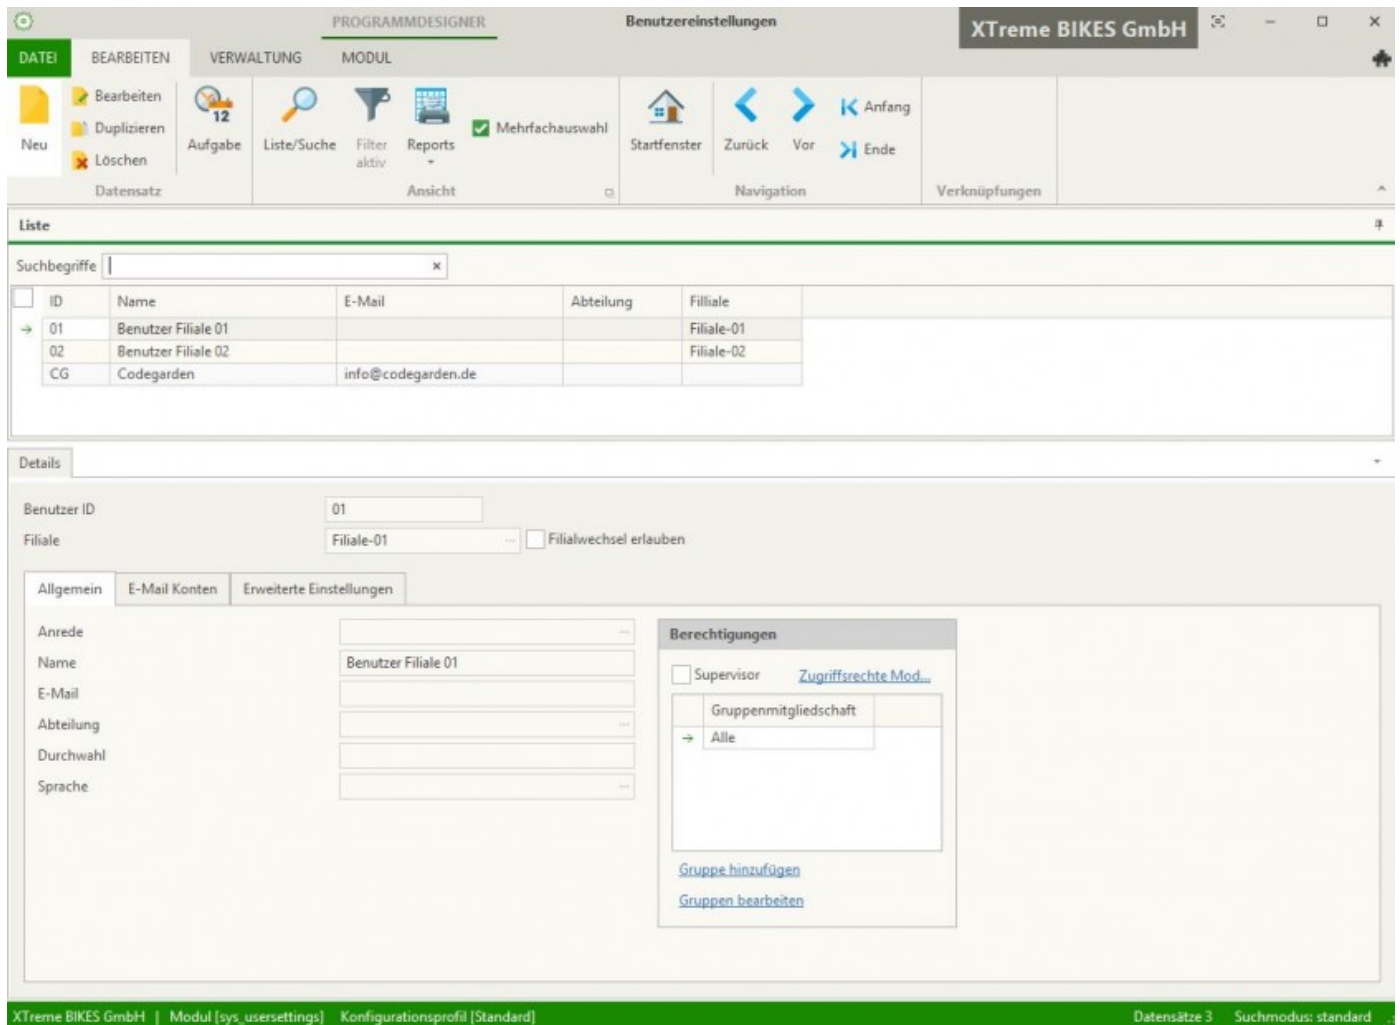 PROGRAMMDESIGNER Benutzereinstellungen XTreme BIKES GmbH
DATEI BEARBEITEN VERWALTUNG MODUL
Neu
Bearbeiten
Duplizieren
Löschen
12
Aufgabe
Datensatz
Liste/Suche
Filter
aktiv
Reports
Mehrfachauswahl
Ansicht
Startfenster
Zurück
Vor
Anfang
Ende
Navigation
Verknüpfungen
Liste
Suchbegriffe
ID Name E-Mail Abteilung Filliale
01 Benutzer Filiale 01 Filiale-01
02 Benutzer Filiale 02 Filiale-02
CG Codegarden info@codegarden.de
Details
Benutzer ID 01
Filiale Filiale-01 ... Filialwechsel erlauben
Allgemein E-Mail Konten Erweiterte Einstellungen
Anrede ...
Name Benutzer Filiale 01
E-Mail
Abteilung ...
Durchwahl
Sprache ...
Berechtigungen
Supervisor Zugriffsrechte Mod...
Gruppenmitgliedschaft
Alle
Gruppe hinzufügen
Gruppen bearbeiten
XTreme BIKES GmbH | Modul [sys_usersettings] Konfigurationsprofil [Standard] Datensätze 3 Suchmodus: standard